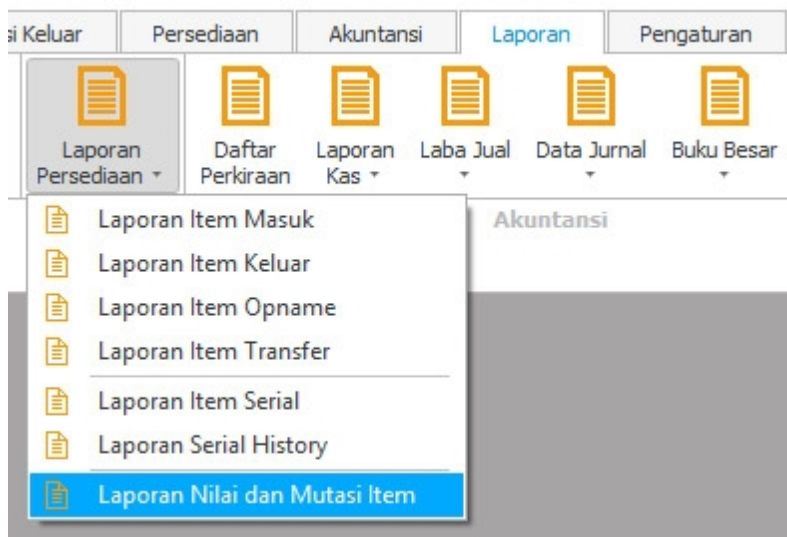 si Keluar
Persediaan
Akuntansi
Laporan
Pengaturan
Laporan
Persediaan
Daftar
Perkiraan
Laporan
Kas
Laba Jual
Data Jurnal
Buku Besar
Akuntansi
Laporan Item Masuk
Laporan Item Keluar
Laporan Item Opname
Laporan Item Transfer
Laporan Item Serial
Laporan Serial History
Laporan Nilai dan Mutasi Item